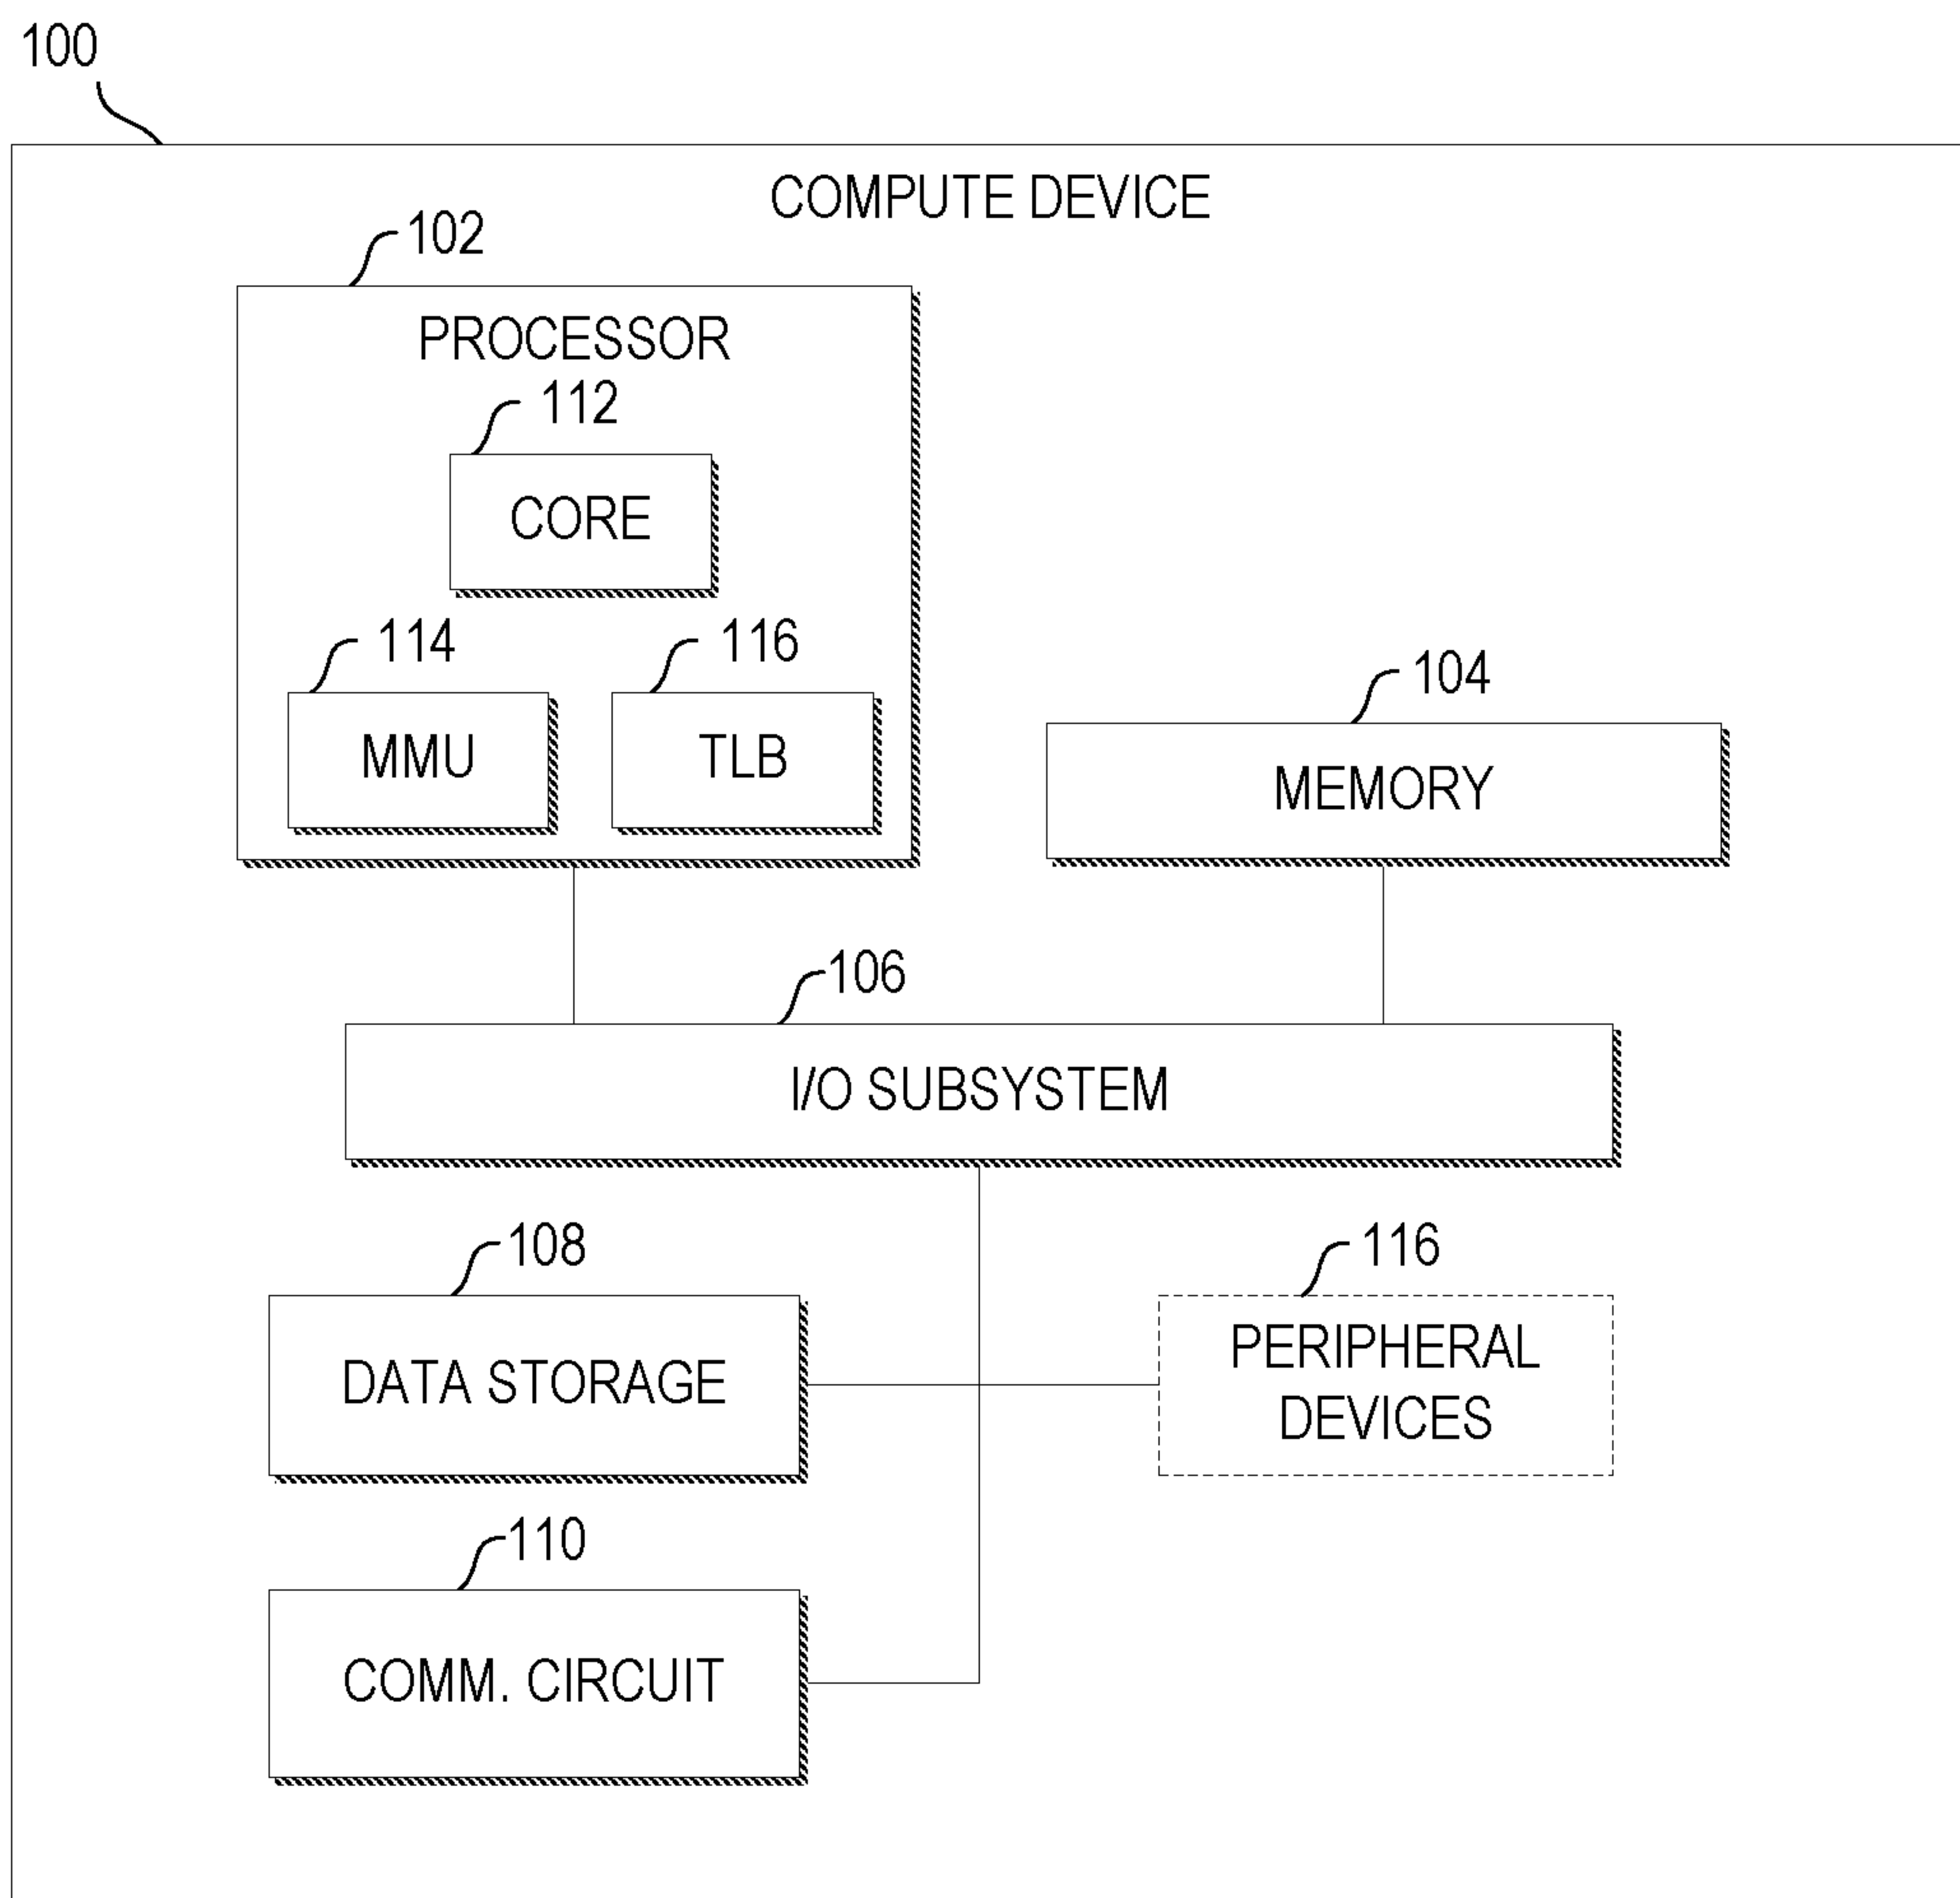 100
COMPUTE DEVICE
102
PROCESSOR
112
CORE
114
MMU
116
TLB
104
MEMORY
106
I/O SUBSYSTEM
108
DATA STORAGE
116
PERIPHERAL
DEVICES
110
COMM. CIRCUIT